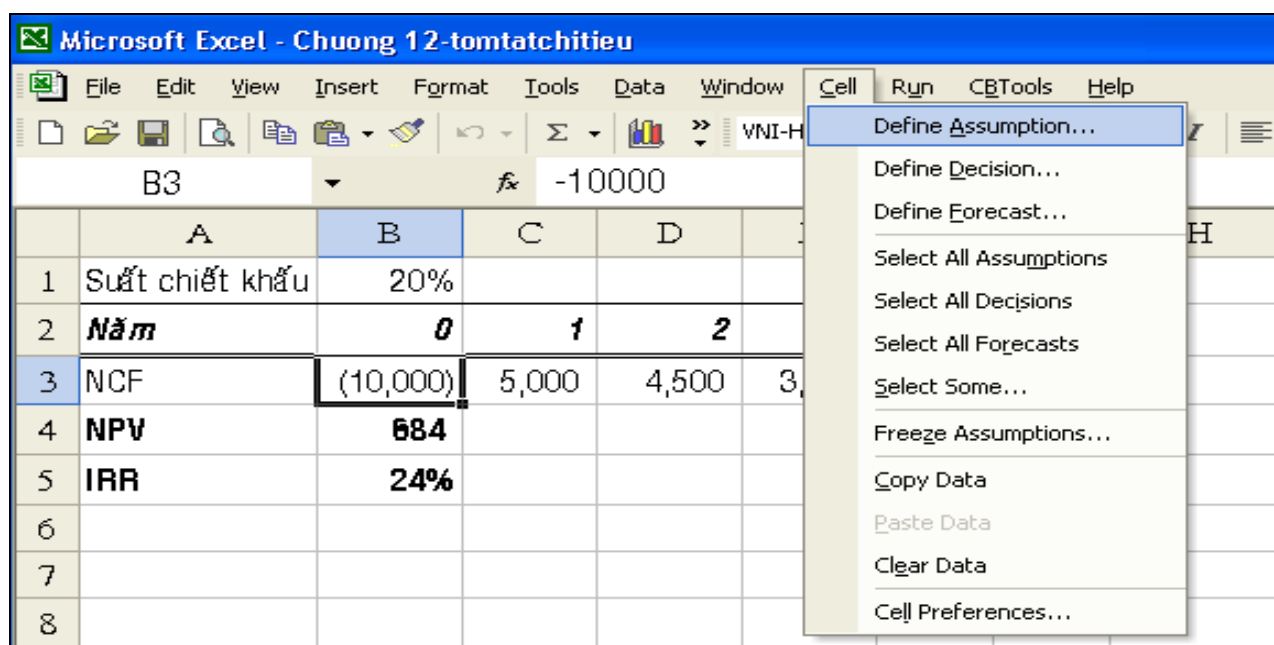 Microsoft Excel - Chuong 12-tomtatchitieu
File Edit View Insert Format Tools Data Window Cell Run CBTools Help
Σ VNI-H I
B3 fx -10000
A B C D H
1 Suất chiết khấu 20%
2 Năm 0 1 2
3 NCF (10,000) 5,000 4,500 3,
4 NPV 684
5 IRR 24%
6
7
8
Define Assumption...
Define Decision...
Define Forecast...
Select All Assumptions
Select All Decisions
Select All Forecasts
Select Some...
Freeze Assumptions...
Copy Data
Paste Data
Clear Data
Cell Preferences...